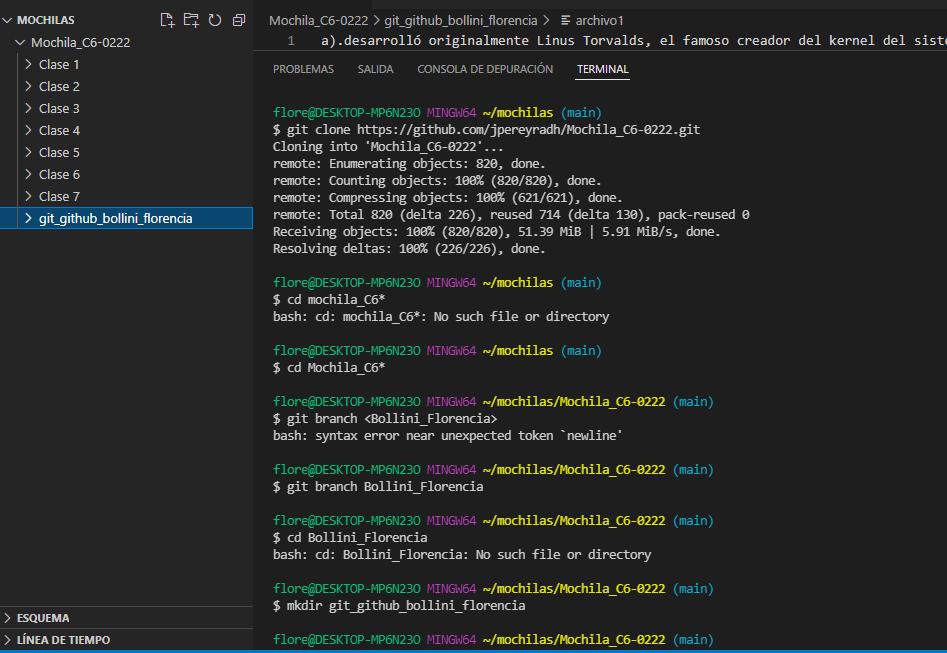 MOCHILAS
Mochila_C6-0222
Clase 1
Clase 2
Clase 3
Clase 4
Clase 5
Clase 6
Clase 7
git_github_bollini_florencia
ESQUEMA
LÍNEA DE TIEMPO
Mochila_C6-0222 > git_github_bollini_florencia > archivo1
1 a).desarrolló originalmente Linus Torvalds, el famoso creador del kernel del
PROBLEMAS SALIDA CONSOLA DE DEPURACIÓN TERMINAL
flore@DESKTOP-MP6N23O MINGW64 ~/mochilas (main)
$ git clone https://github.com/jpereyradh/Mochila_C6-0222.git
Cloning into 'Mochila_C6-0222'...
remote: Enumerating objects: 820, done.
remote: Counting objects: 100% (820/820), done.
remote: Compressing objects: 100% (621/621), done.
remote: Total 820 (delta 226), reused 714 (delta 130), pack-reused 0
Receiving objects: 100% (820/820), 51.39 MiB | 5.91 MiB/s, done.
Resolving deltas: 100% (226/226), done.
flore@DESKTOP-MP6N23O MINGW64 ~/mochilas (main)
$ cd mochila_C6*
bash: cd: mochila_C6*: No such file or directory
flore@DESKTOP-MP6N23O MINGW64 ~/mochilas (main)
$ cd Mochila_C6*
flore@DESKTOP-MP6N23O MINGW64 ~/mochilas/Mochila_C6-0222 (main)
$ git branch <Bollini_Florencia>
bash: syntax error near unexpected token `newline'
flore@DESKTOP-MP6N23O MINGW64 ~/mochilas/Mochila_C6-0222 (main)
$ git branch Bollini_Florencia
flore@DESKTOP-MP6N23O MINGW64 ~/mochilas/Mochila_C6-0222 (main)
$ cd Bollini_Florencia
bash: cd: Bollini_Florencia: No such file or directory
flore@DESKTOP-MP6N23O MINGW64 ~/mochilas/Mochila_C6-0222 (main)
$ mkdir git_github_bollini_florencia
flore@DESKTOP-MP6N23O MINGW64 ~/mochilas/Mochila_C6-0222 (main)